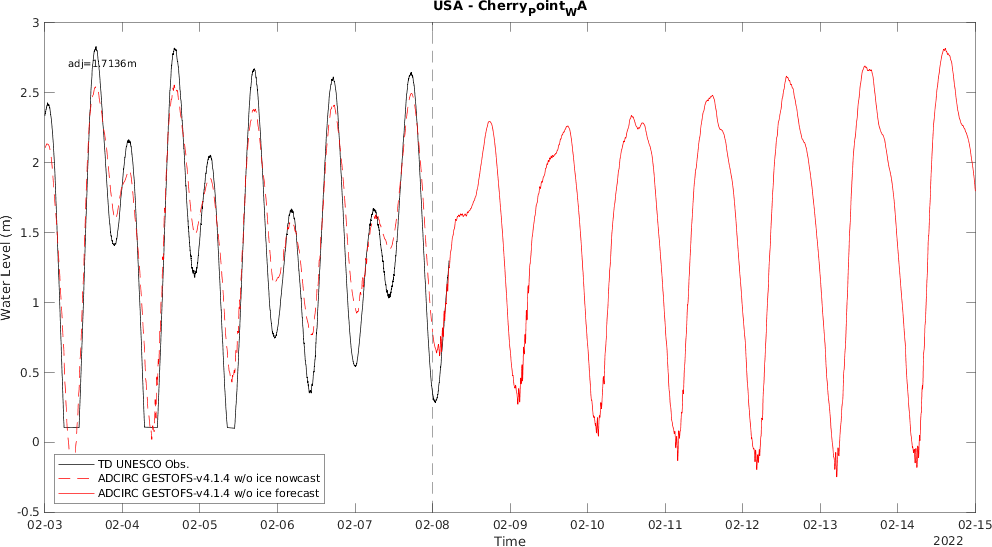 USA - CherryPointWA
adj=1.7136m
Water Level (m)
3
2.5
2
1.5
1
0.5
0
-0.5
TD UNESCO Obs.
ADCIRC GESTOFS-v4.1.4 w/o ice nowcast
ADCIRC GESTOFS-v4.1.4 w/o ice forecast
02-03 02-04 02-05 02-06 02-07 02-08 02-09 02-10 02-11 02-12 02-13 02-14 02-15
Time
2022